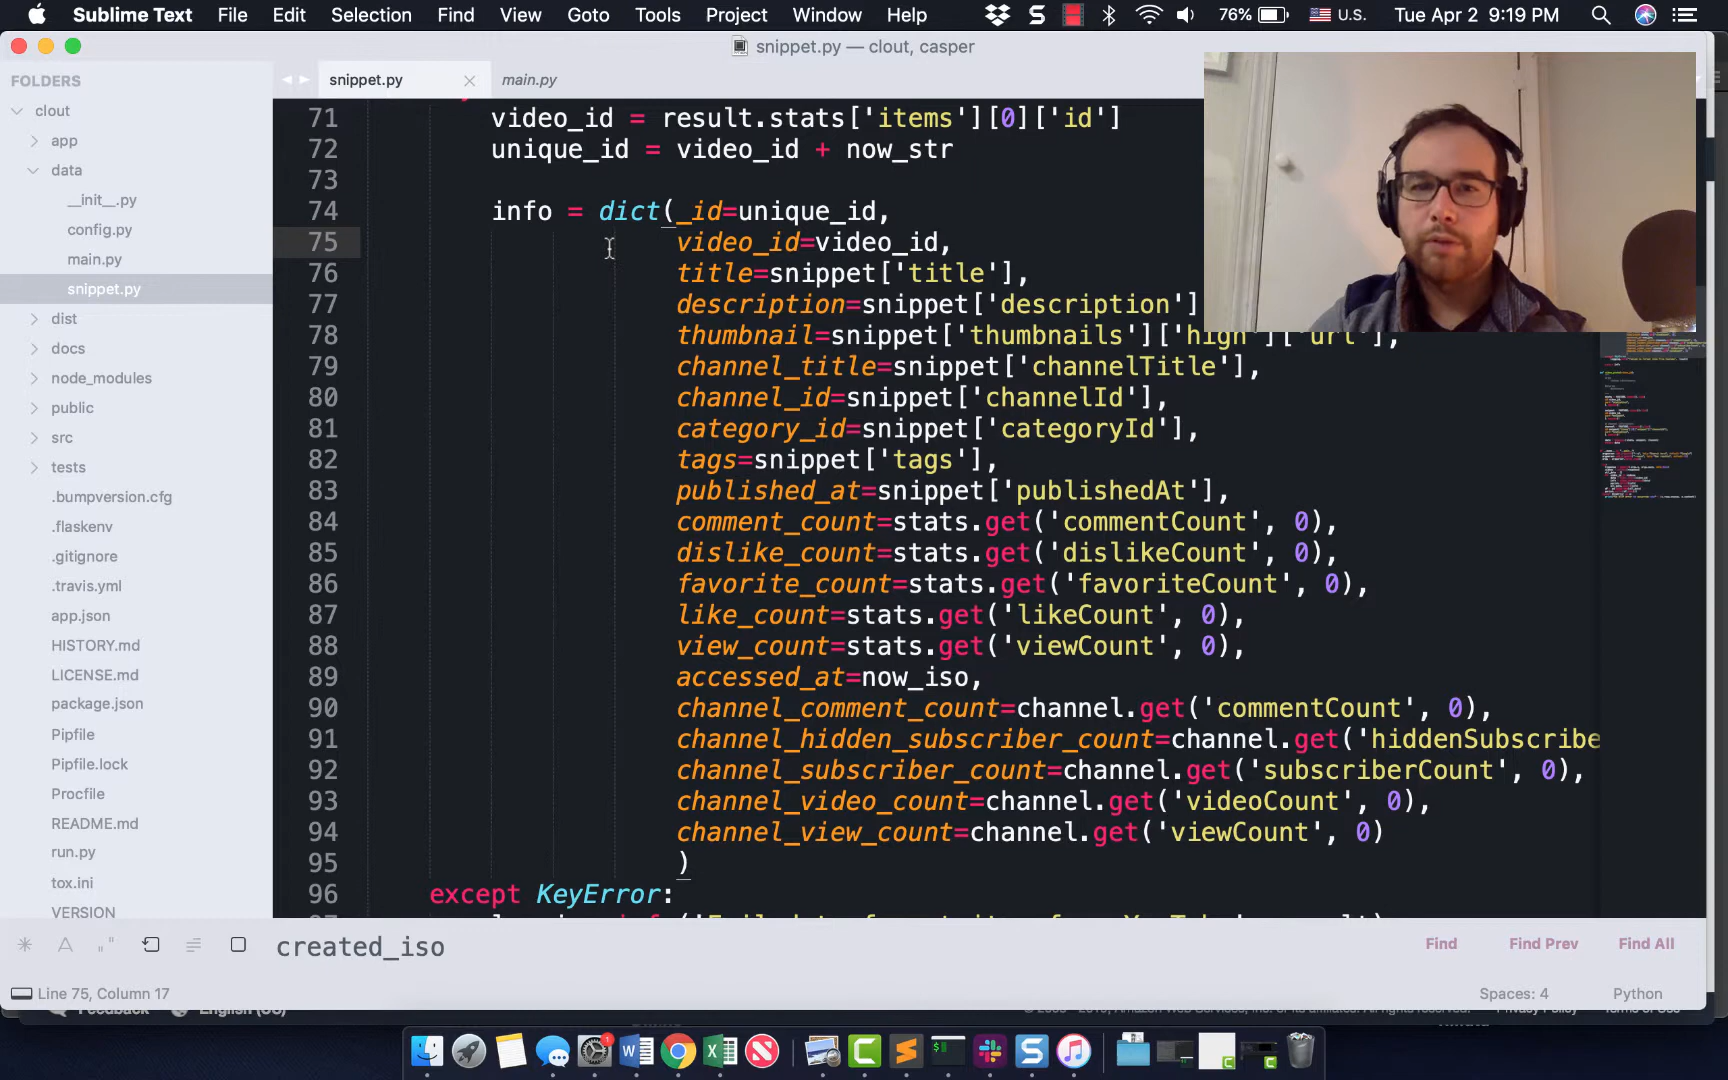 Sublime Text File Edit Selection Find View Goto Tools Project Window Help 76% U.S. Tue Apr 2 9:19 PM
snippet.py — clout, casper
FOLDERS
clout
app
data
__init__.py
config.py
main.py
snippet.py
dist
docs
node_modules
public
src
tests
.bumpversion.cfg
.flaskenv
.gitignore
.travis.yml
app.json
HISTORY.md
LICENSE.md
package.json
Pipfile
Pipfile.lock
Procfile
README.md
run.py
tox.ini
VERSION
snippet.py main.py
71 video_id = result.stats['items'][0]['id']
72 unique_id = video_id + now_str
73
74 info = dict(_id=unique_id,
75 video_id=video_id,
76 title=snippet['title'],
77 description=snippet['description']
78 thumbnail=snippet['thumbnails']['high']['url'],
79 channel_title=snippet['channelTitle'],
80 channel_id=snippet['channelId'],
81 category_id=snippet['categoryId'],
82 tags=snippet['tags'],
83 published_at=snippet['publishedAt'],
84 comment_count=stats.get('commentCount', 0),
85 dislike_count=stats.get('dislikeCount', 0),
86 favorite_count=stats.get('favoriteCount', 0),
87 like_count=stats.get('likeCount', 0),
88 view_count=stats.get('viewCount', 0),
89 accessed_at=now_iso,
90 channel_comment_count=channel.get('commentCount', 0),
91 channel_hidden_subscriber_count=channel.get('hiddenSubscribe
92 channel_subscriber_count=channel.get('subscriberCount', 0),
93 channel_video_count=channel.get('videoCount', 0),
94 channel_view_count=channel.get('viewCount', 0)
95 )
96 except KeyError:
created_iso Find Find Prev Find All
Line 75, Column 17 Spaces: 4 Python
Feedback English (US)